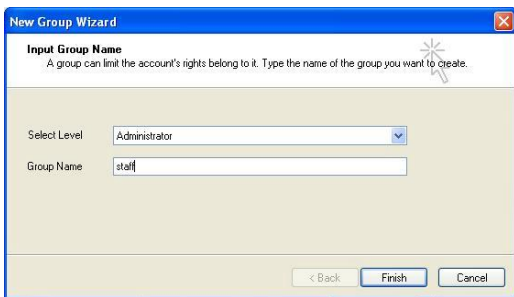 New Group Wizard
Input Group Name
A group can limit the account's rights belong to it. Type the name of the group you want to create.
Select Level Administrator
Group Name staff
< Back Finish Cancel